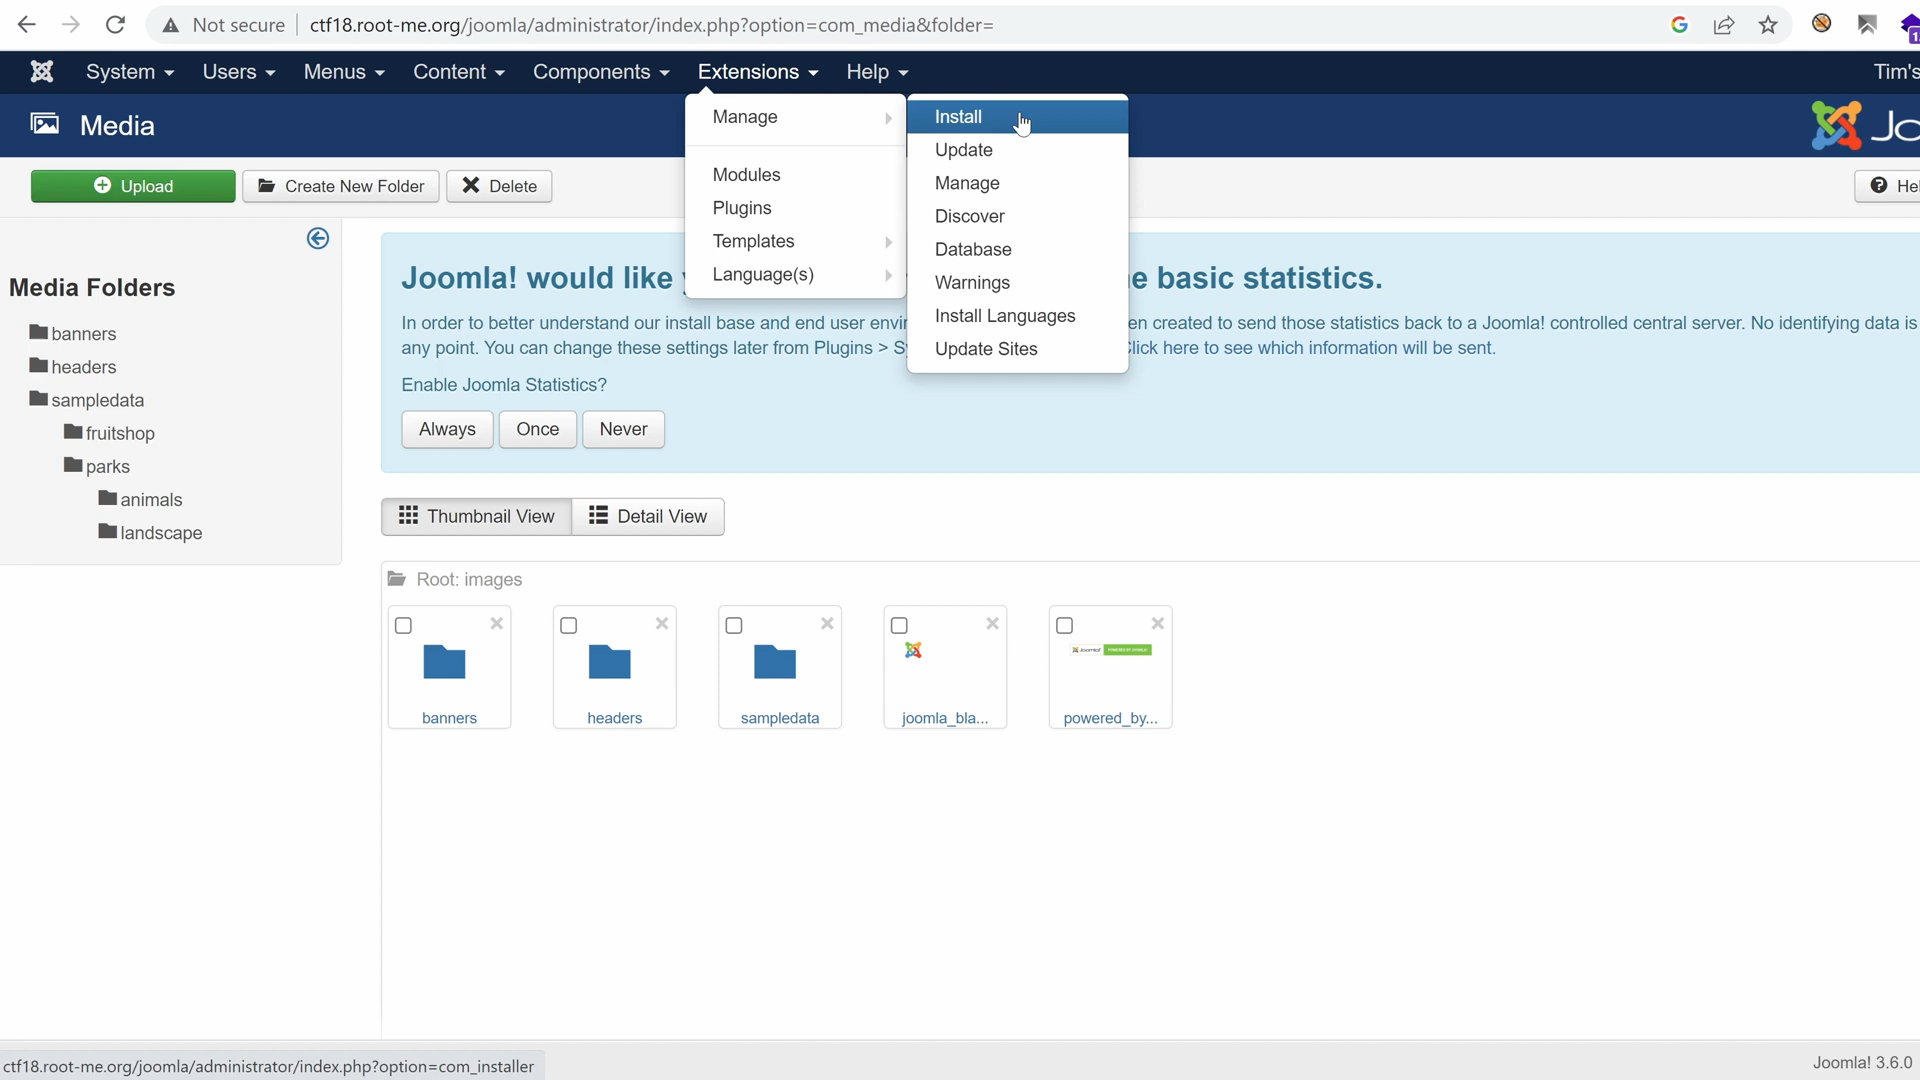 Not secure
ctf18.root-me.org/joomla/administrator/index.php?option=com_media&folder=
System Users Menus Content Components Extensions Help Tim's
Media
Manage
Modules
Plugins
Templates
Language(s)
Install
Update
Manage
Discover
Database
Warnings
Install Languages
Update Sites
Upload Create New Folder Delete
Media Folders
banners
headers
sampledata
fruitshop
parks
animals
landscape
Joomla! would like basic statistics.
In order to better understand our install base and end user created to send those statistics back to a Joomla! controlled central server. No identifying data is
any point. You can change these settings later from Plugins > here to see which information will be sent.
Enable Joomla Statistics?
Always Once Never
Thumbnail View Detail View
Root: images
banners headers sampledata joomla_bla... powered_by...
ctf18.root-me.org/joomla/administrator/index.php?option=com_installer
Joomla! 3.6.0